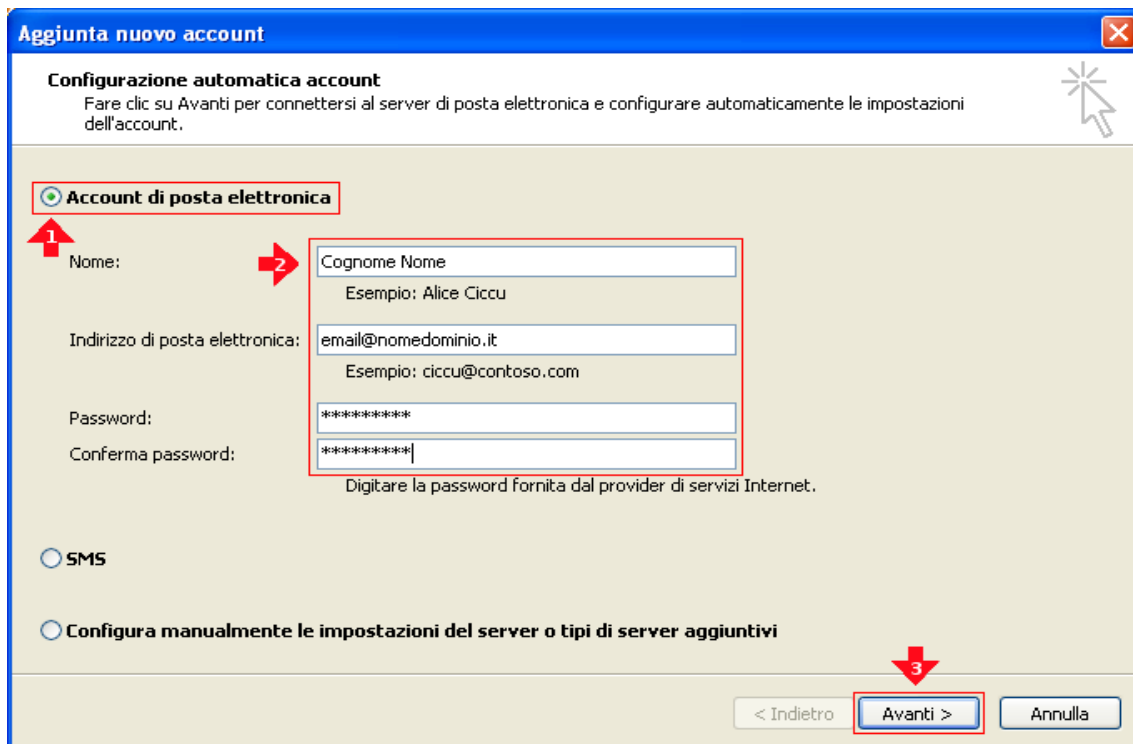 Aggiunta nuovo account
Configurazione automatica account
Fare clic su Avanti per connettersi al server di posta elettronica e configurare automaticamente le impostazioni
dell'account.
Account di posta elettronica
1
Nome: 2 Cognome Nome
Esempio: Alice Ciccu
Indirizzo di posta elettronica: email@nomedominio.it
Esempio: ciccu@contoso.com
Password: *********
Conferma password: *********
Digitare la password fornita dal provider di servizi Internet.
SMS
Configura manualmente le impostazioni del server o tipi di server aggiuntivi
3
< Indietro Avanti > Annulla